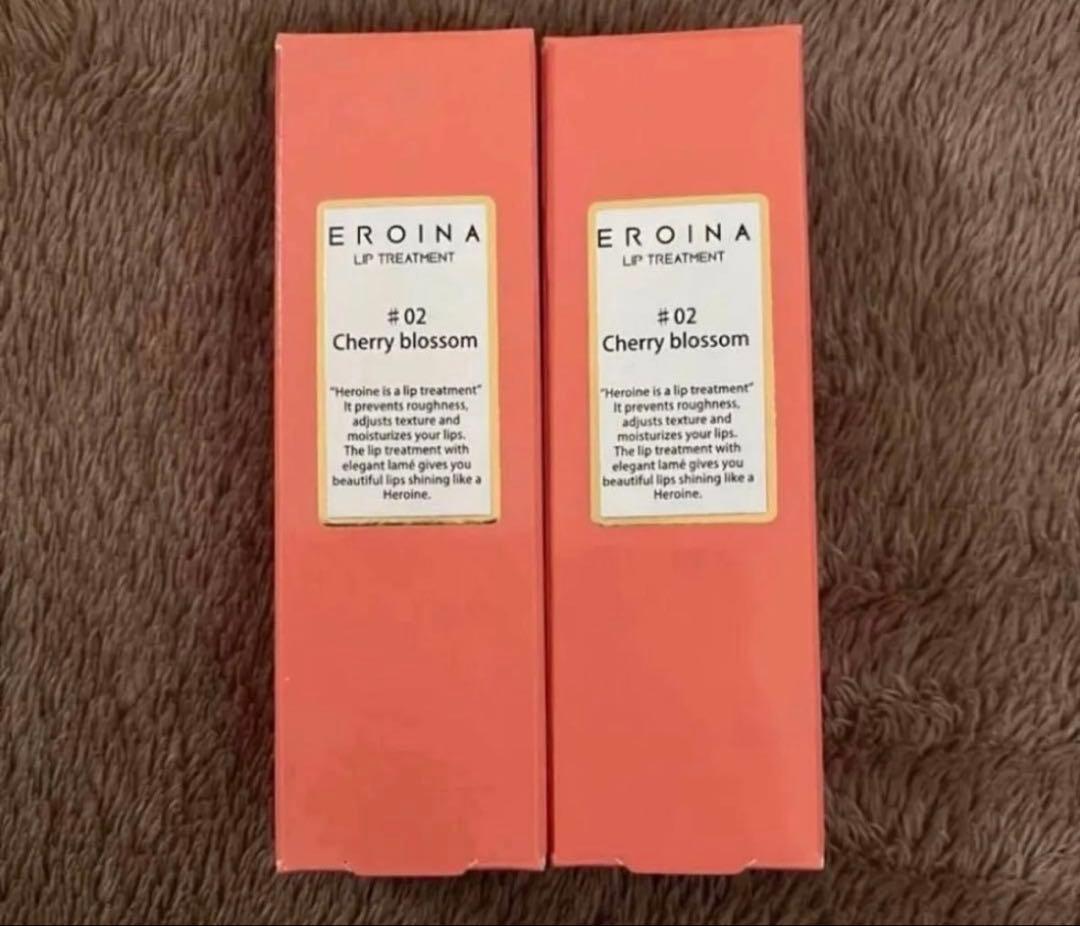 EROINA
LIP TREATMENT
# 02
Cherry blossom
"Heroine is a lip treatment"
It prevents roughness,
adjusts texture and
moisturizes your lips.
The lip treatment with
elegant lamé gives you
beautiful lips shining like a
Heroine.
EROINA
LIP TREATMENT
# 02
Cherry blossom
"Heroine is a lip treatment"
It prevents roughness,
adjusts texture and
moisturizes your lips.
The lip treatment with
elegant lamé gives you
beautiful lips shining like a
Heroine.